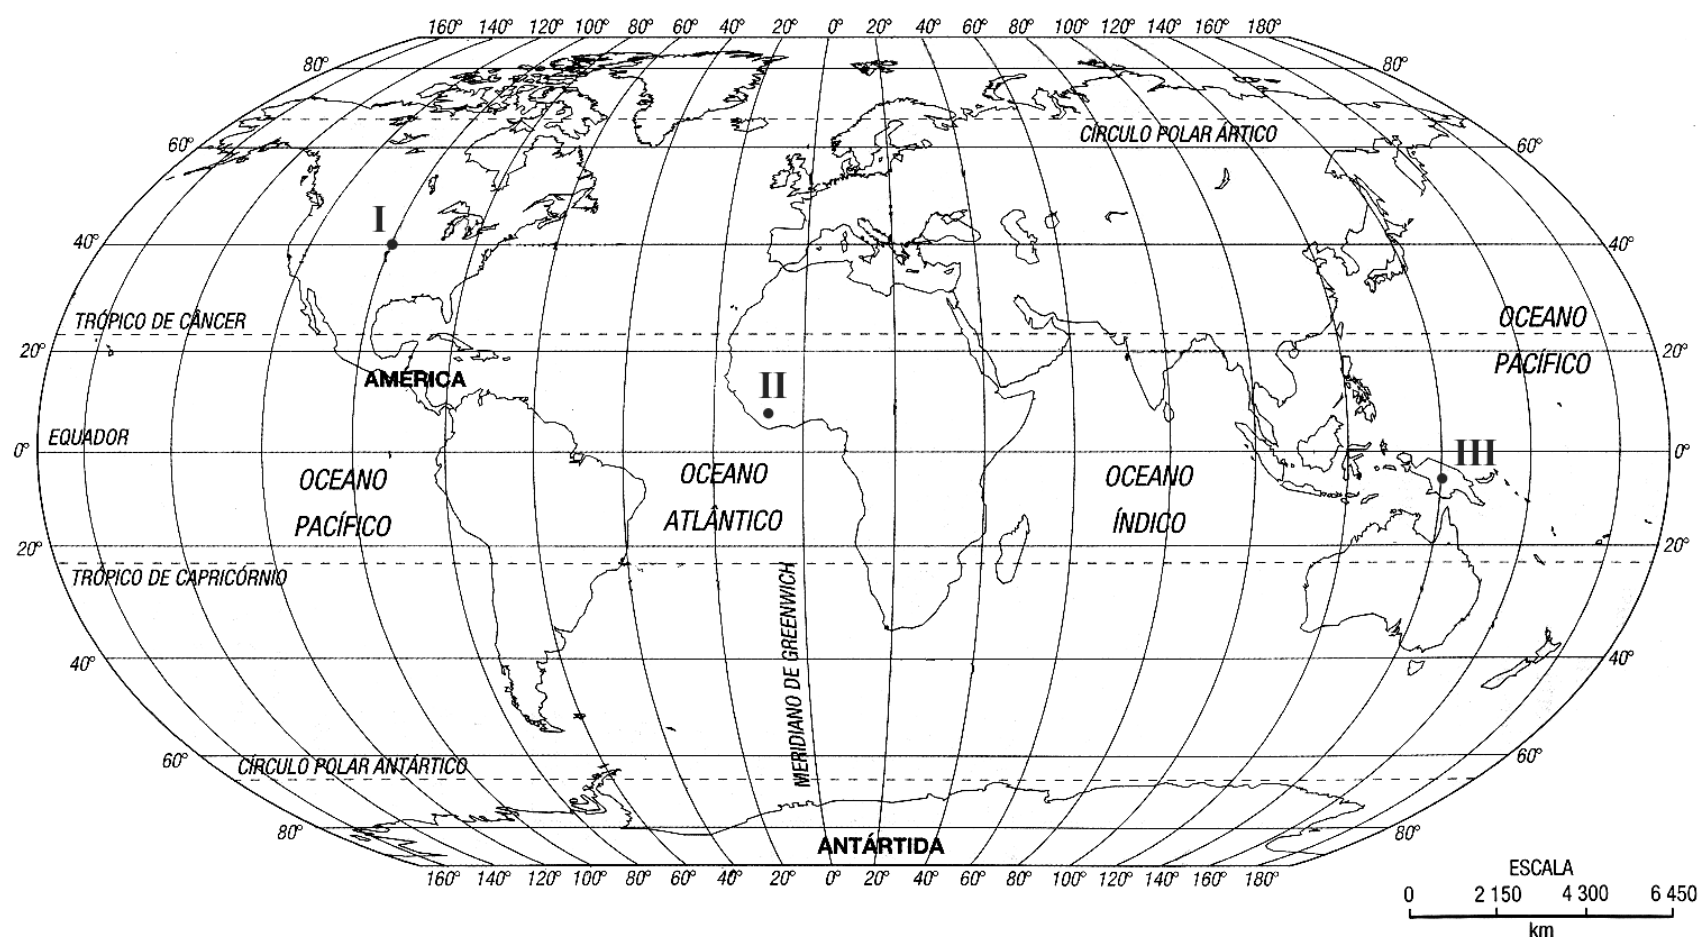 160° 140° 120° 100° 80° 60° 40° 20° 0° 20° 40° 60° 80° 100° 120° 140° 160° 180°
80° 80°
CÍRCULO POLAR ÁRTICO
60° 60°
I
40° 40°
TRÓPICO DE CÂNCER
OCEANO
PACÍFICO
20° 20°
AMÉRICA
II
EQUADOR
III
0° 0°
OCEANO
PACÍFICO
OCEANO
ATLÂNTICO
OCEANO
ÍNDICO
20° 20°
TRÓPICO DE CAPRICÓRNIO
MERIDIANO DE GREENWICH
40° 40°
60° 60°
CÍRCULO POLAR ANTÁRTICO
80° 80°
ANTÁRTIDA
160° 140° 120° 100° 80° 60° 40° 20° 0° 20° 40° 60° 80° 100° 120° 140° 160° 180°
ESCALA
0 2 150 4 300 6 450
km